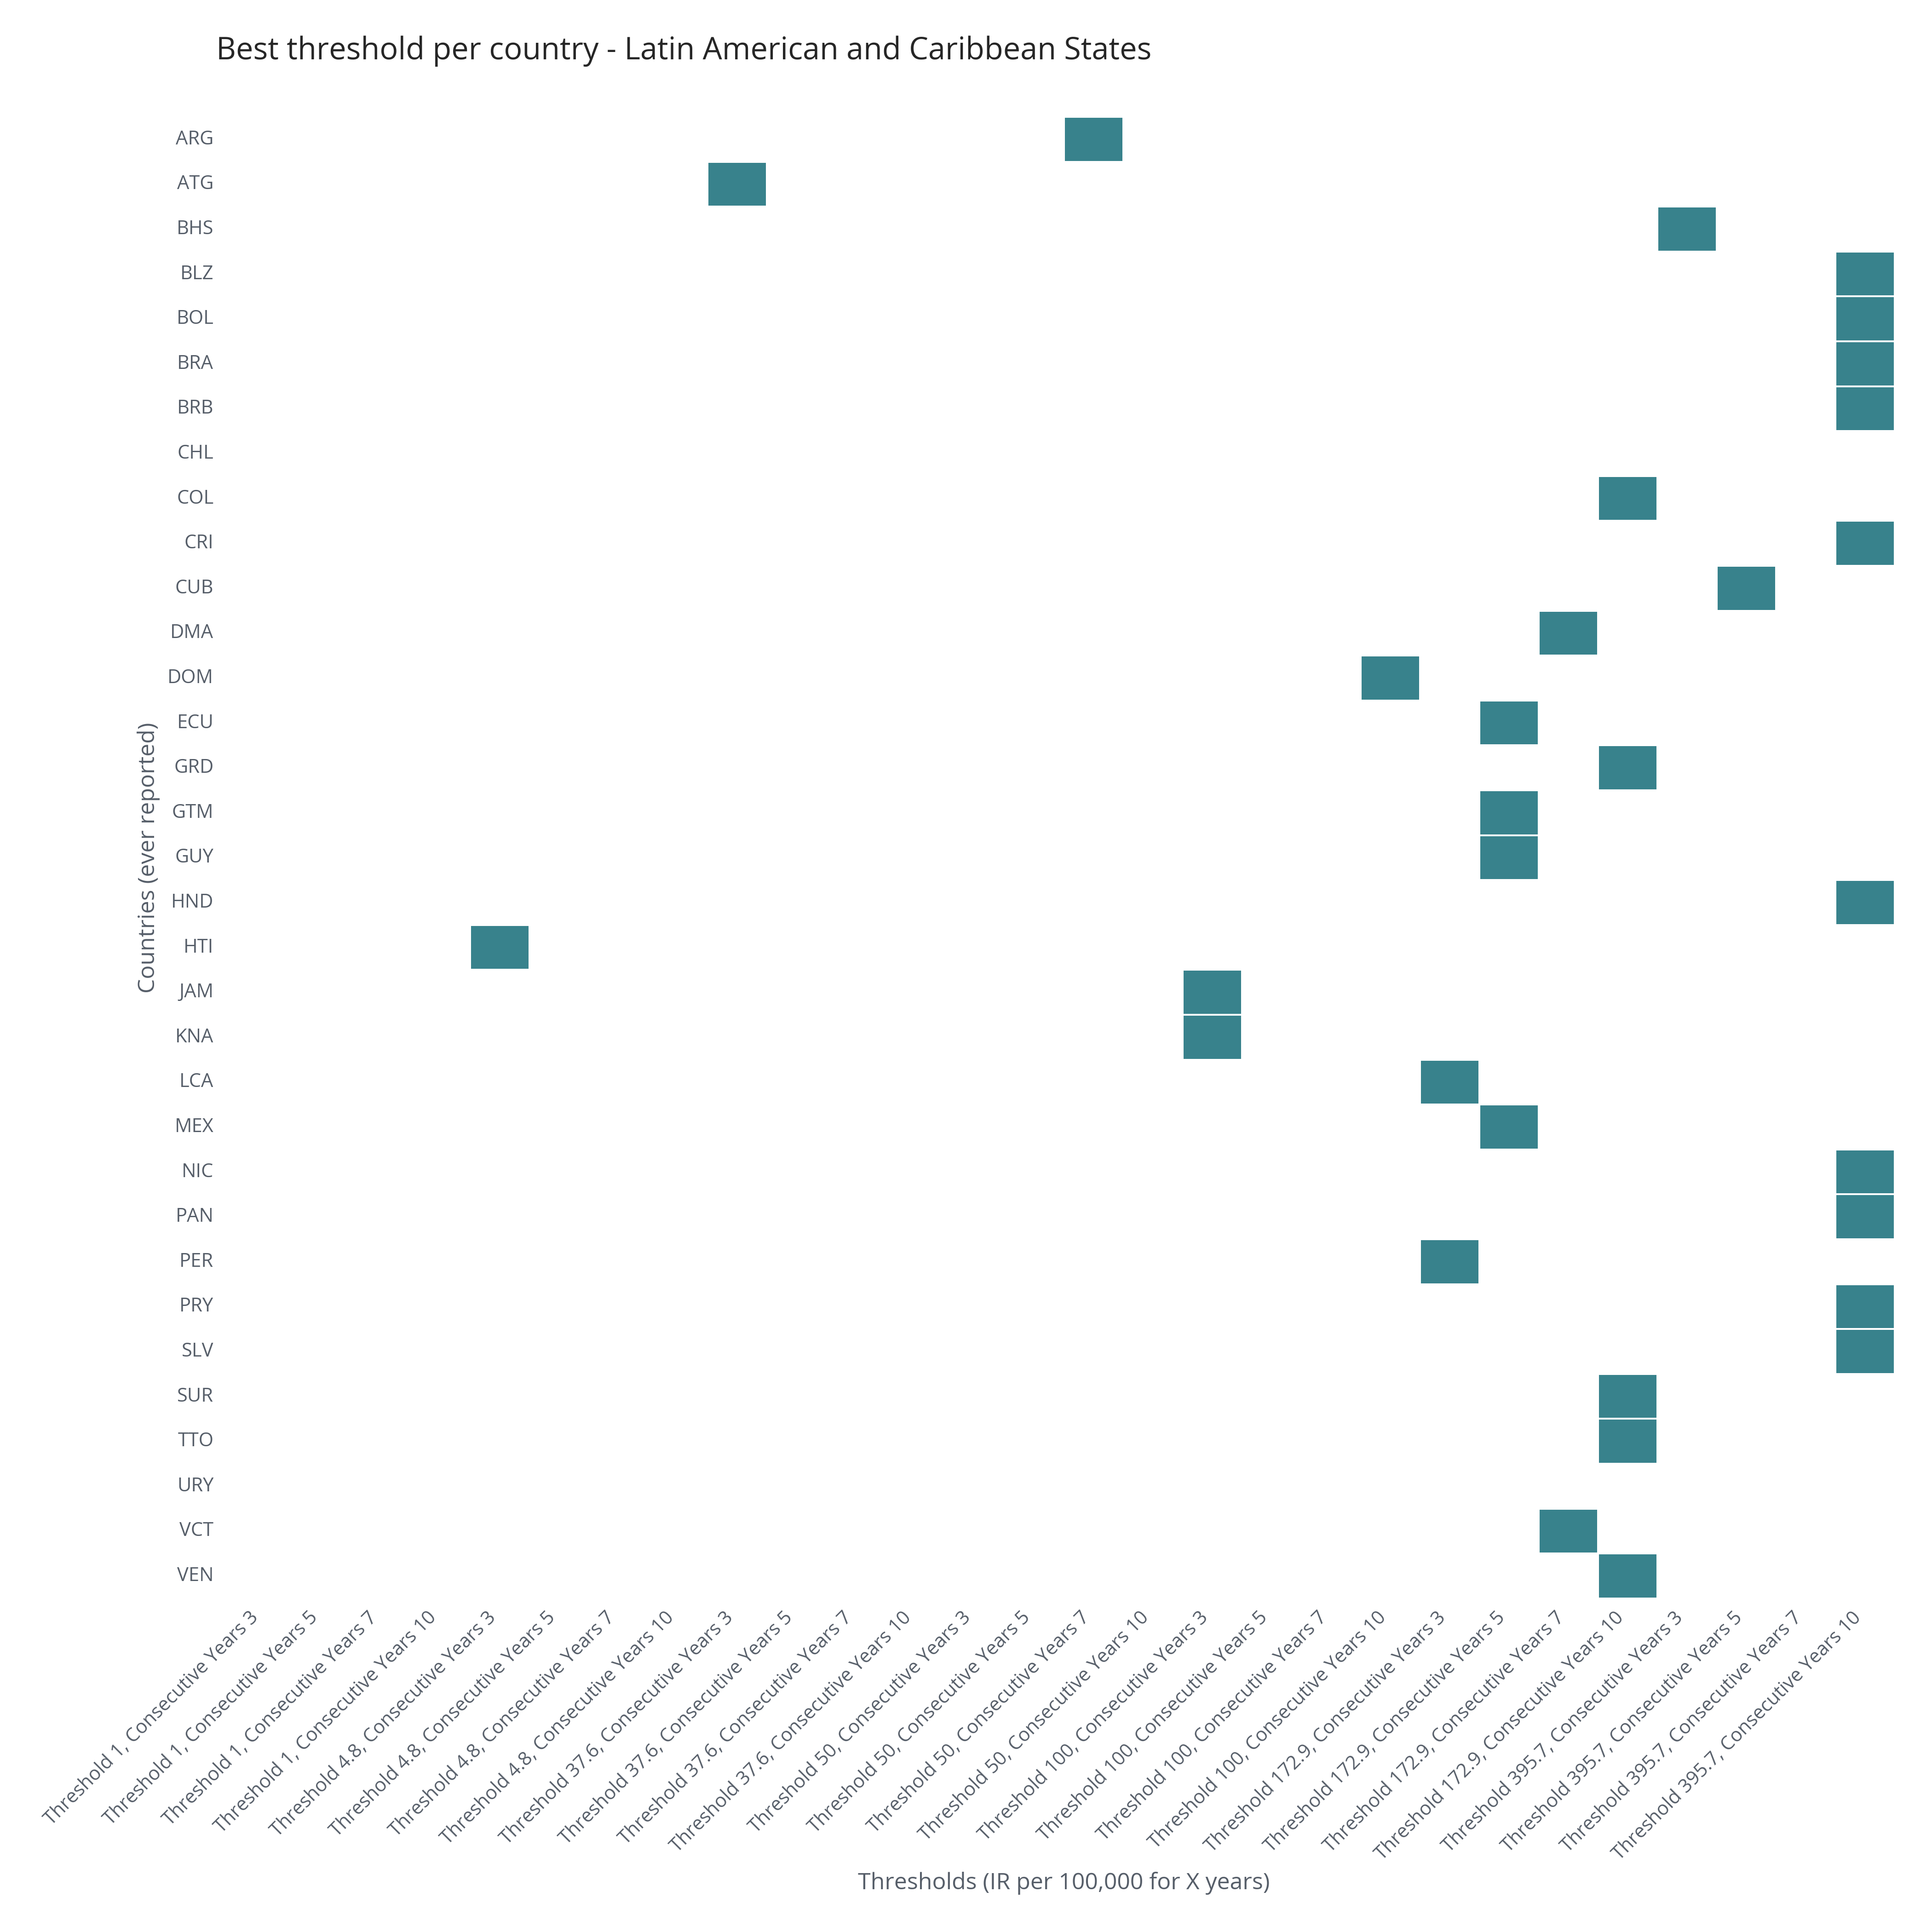 Best threshold per country - Latin American and Caribbean States
ARG
ATG
BHS
BLZ
BOL
BRA
BRB
CHL
COL
CRI
CUB
DMA
DOM
ECU
GRD
GTM
GUY
HND
HTI
JAM
KNA
LCA
MEX
NIC
PAN
PER
PRY
SLV
SUR
TTO
URY
VCT
VEN
Countries (ever reported)
Threshold 1, Consecutive Years 3
Threshold 1, Consecutive Years 5
Threshold 1, Consecutive Years 7
Threshold 1, Consecutive Years 10
Threshold 4.8, Consecutive Years 3
Threshold 4.8, Consecutive Years 5
Threshold 4.8, Consecutive Years 7
Threshold 4.8, Consecutive Years 10
Threshold 37.6, Consecutive Years 3
Threshold 37.6, Consecutive Years 5
Threshold 37.6, Consecutive Years 7
Threshold 37.6, Consecutive Years 10
Threshold 50, Consecutive Years 3
Threshold 50, Consecutive Years 5
Threshold 50, Consecutive Years 7
Threshold 50, Consecutive Years 10
Threshold 100, Consecutive Years 3
Threshold 100, Consecutive Years 5
Threshold 100, Consecutive Years 7
Threshold 100, Consecutive Years 10
Threshold 172.9, Consecutive Years 3
Threshold 172.9, Consecutive Years 5
Threshold 172.9, Consecutive Years 7
Threshold 172.9, Consecutive Years 10
Threshold 395.7, Consecutive Years 3
Threshold 395.7, Consecutive Years 5
Threshold 395.7, Consecutive Years 7
Threshold 395.7, Consecutive Years 10
Thresholds (IR per 100,000 for X years)